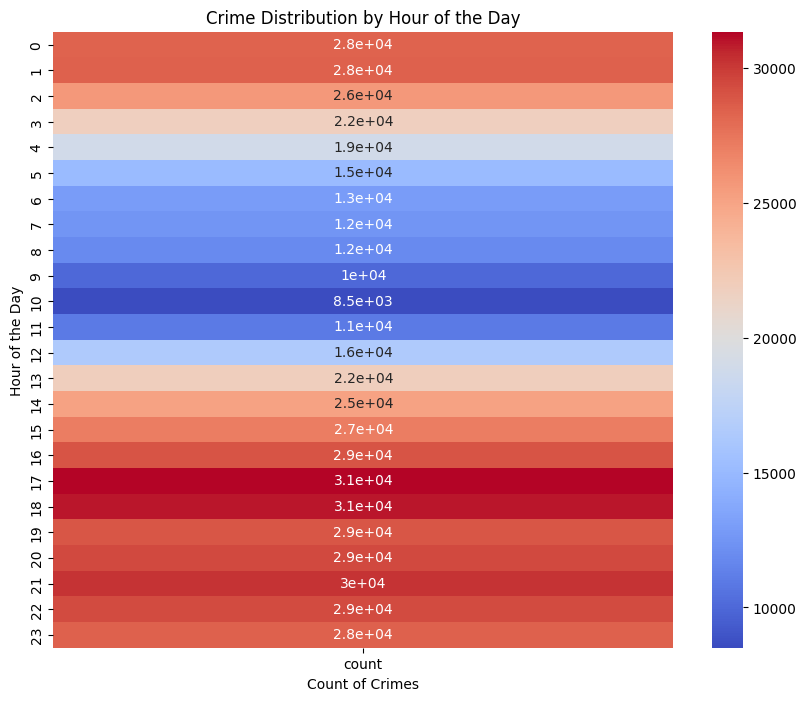 Crime Distribution by Hour of the Day
Hour of the Day
0 2.8e+04
1 2.8e+04
2 2.6e+04
3 2.2e+04
4 1.9e+04
5 1.5e+04
6 1.3e+04
7 1.2e+04
8 1.2e+04
9 1e+04
10 8.5e+03
11 1.1e+04
12 1.6e+04
13 2.2e+04
14 2.5e+04
15 2.7e+04
16 2.9e+04
17 3.1e+04
18 3.1e+04
19 2.9e+04
20 2.9e+04
21 3e+04
22 2.9e+04
23 2.8e+04
count
Count of Crimes
30000
25000
20000
15000
10000